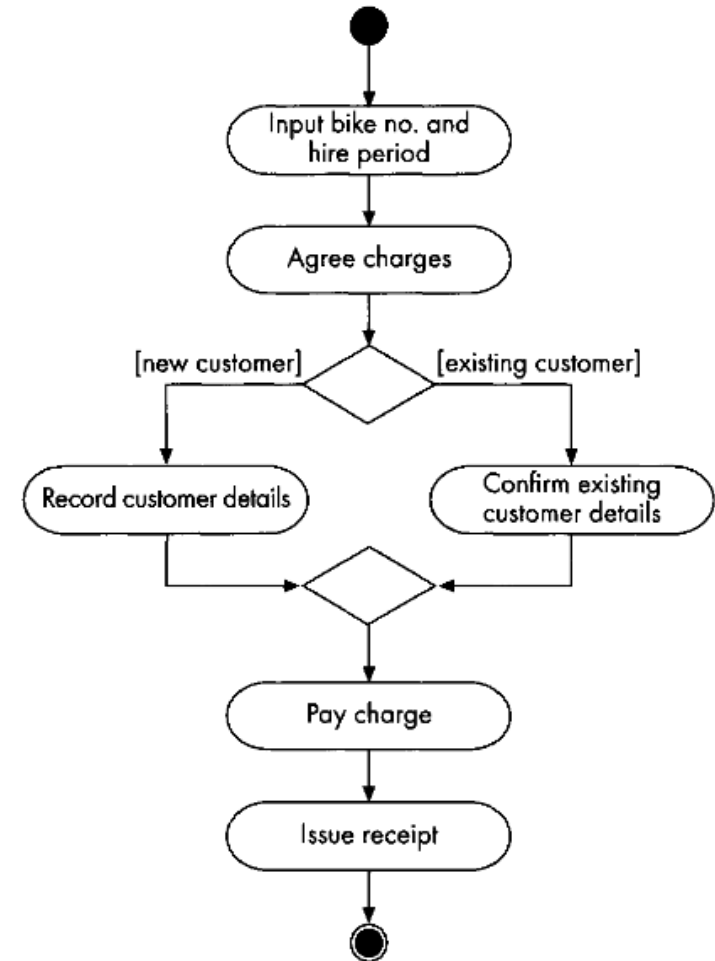 Input bike no. and
hire period
Agree charges
[new customer]
[existing customer]
Record customer details
Confirm existing
customer details
Pay charge
Issue receipt